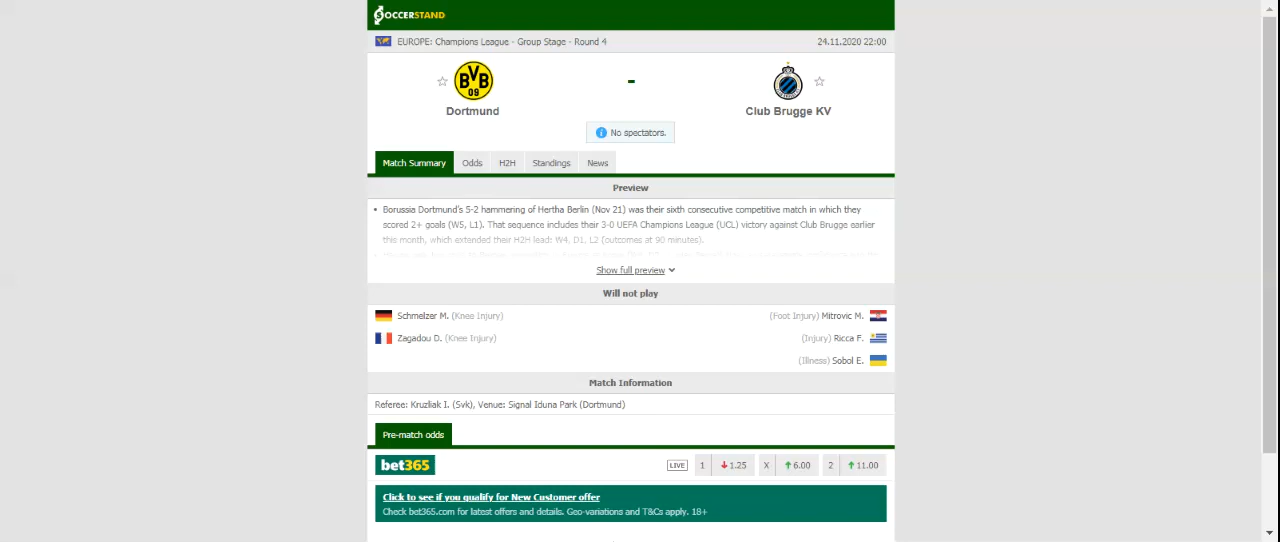 SOCCERSTAND
EUROPE: Champions League - Group Stage - Round 4 24.11.2020 22:00
BVB
09
-
Dortmund Club Brugge KV
No spectators.
Match Summary Odds H2H Standings News
Preview
• Borussia Dortmund's 5-2 hammering of Hertha Berlin (Nov 21) was their sixth consecutive competitive match in which they
scored 2+ goals (W5, L1). That sequence includes their 3-0 UEFA Champions League (UCL) victory against Club Brugge earlier
this month, which extended their H2H lead: W4, D1, L2 (outcomes at 90 minutes).
Show full preview
Will not play
Schmelzer M. (Knee Injury) (Foot Injury) Mitrovic M.
Zagadou D. (Knee Injury) (Injury) Ricca F.
(Illness) Sobol E.
Match Information
Referee: Kruzliak I. (Svk), Venue: Signal Iduna Park (Dortmund)
Pre-match odds
bet365 LIVE 1 1.25 X 6.00 2 11.00
Click to see if you qualify for New Customer offer
Check bet365.com for latest offers and details. Geo-variations and T&Cs apply. 18+